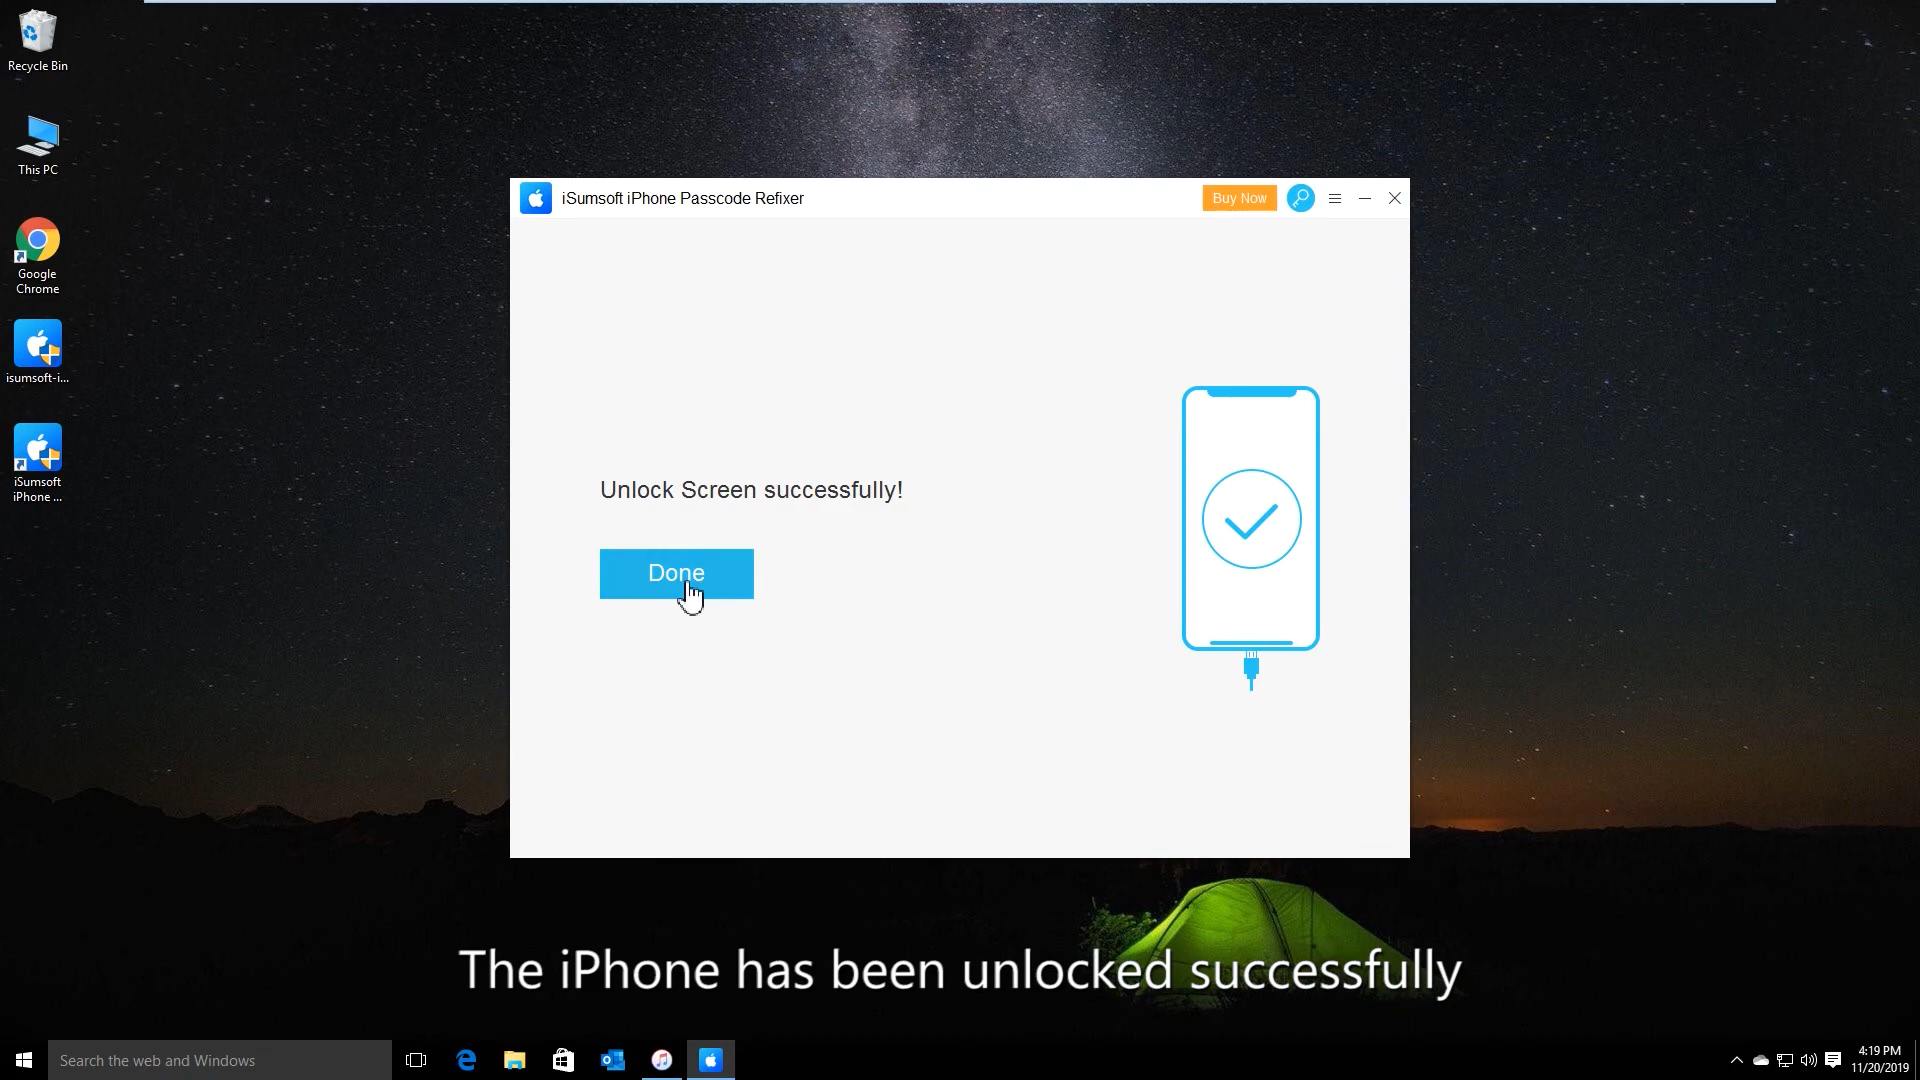 Recycle Bin
This PC
Google
Chrome
isumsoft-i...
iSumsoft
iPhone ...
iSumsoft iPhone Passcode Refixer
Buy Now
Unlock Screen successfully!
Done
The iPhone has been unlocked successfully
Search the web and Windows
4:19 PM
11/20/2019